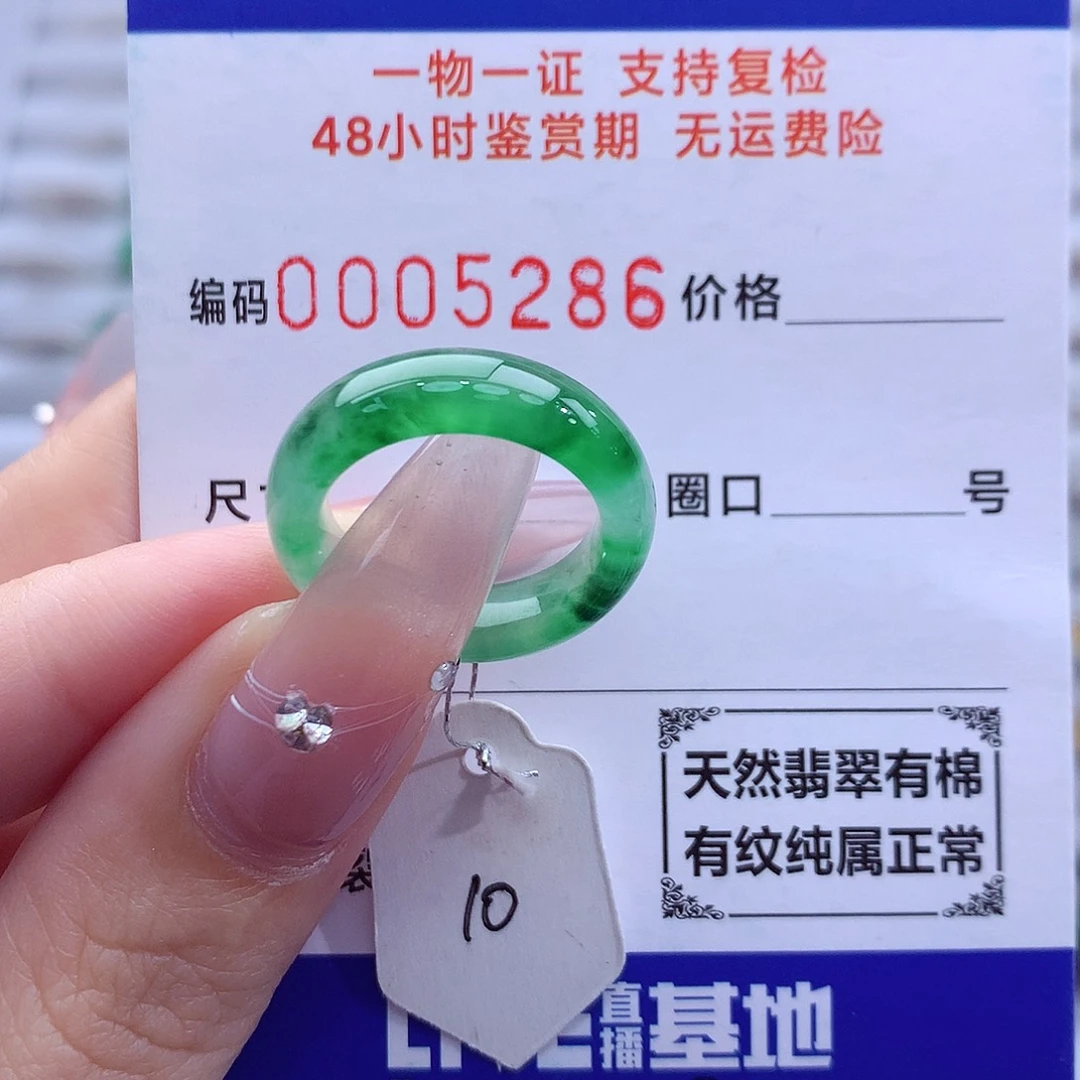 一物一证 支持复检
48小时鉴赏期 无运费险
编码0005286价格
尺
圈口 号
天然翡翠有棉
有纹纯属正常
10
直播基地